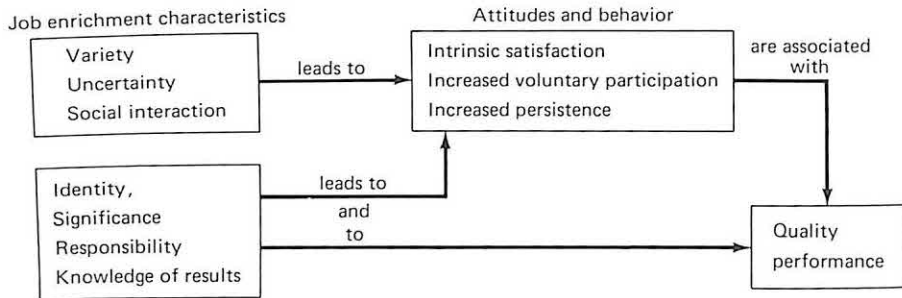 Job enrichment characteristics
Variety
Uncertainty
Social interaction
leads to
Attitudes and behavior
Intrinsic satisfaction
Increased voluntary participation
Increased persistence
are associated
with
Identity,
Significance
Responsibility
Knowledge of results
leads to
and
to
Quality
performance